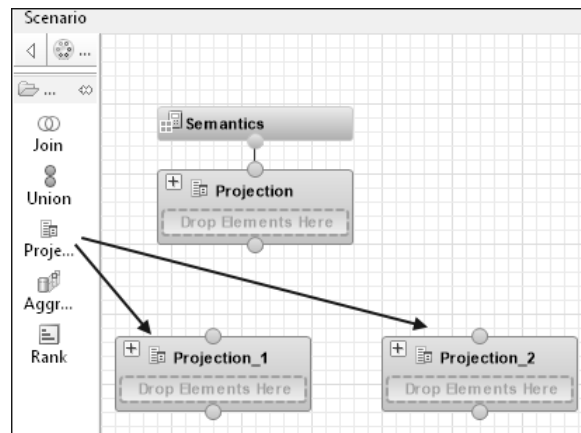 Scenario
...
...
Join
Union
Proje...
Aggr...
Rank
Semantics
Projection
Drop Elements Here
Projection_1
Drop Elements Here
Projection_2
Drop Elements Here